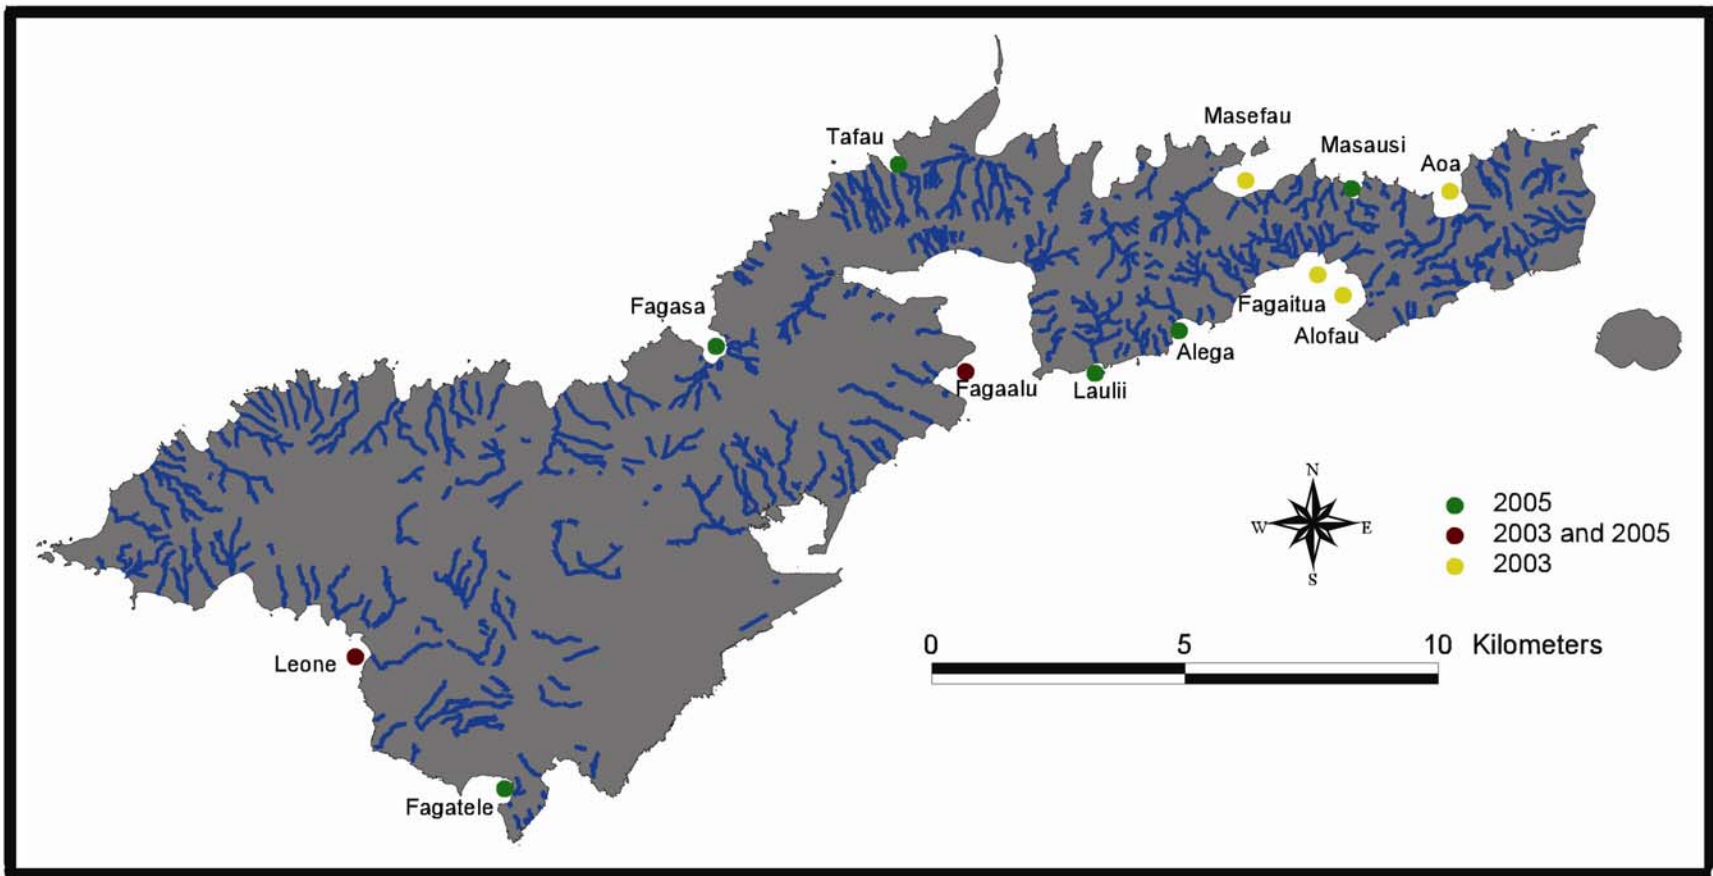 Masefau
Tafau
Masausi
Aoa
Fagasa
Fagaitua
Alofau
Alega
Fagaalu
Laulii
N
W E
S
2005
2003 and 2005
2003
0 5 10 Kilometers
Leone
Fagatele